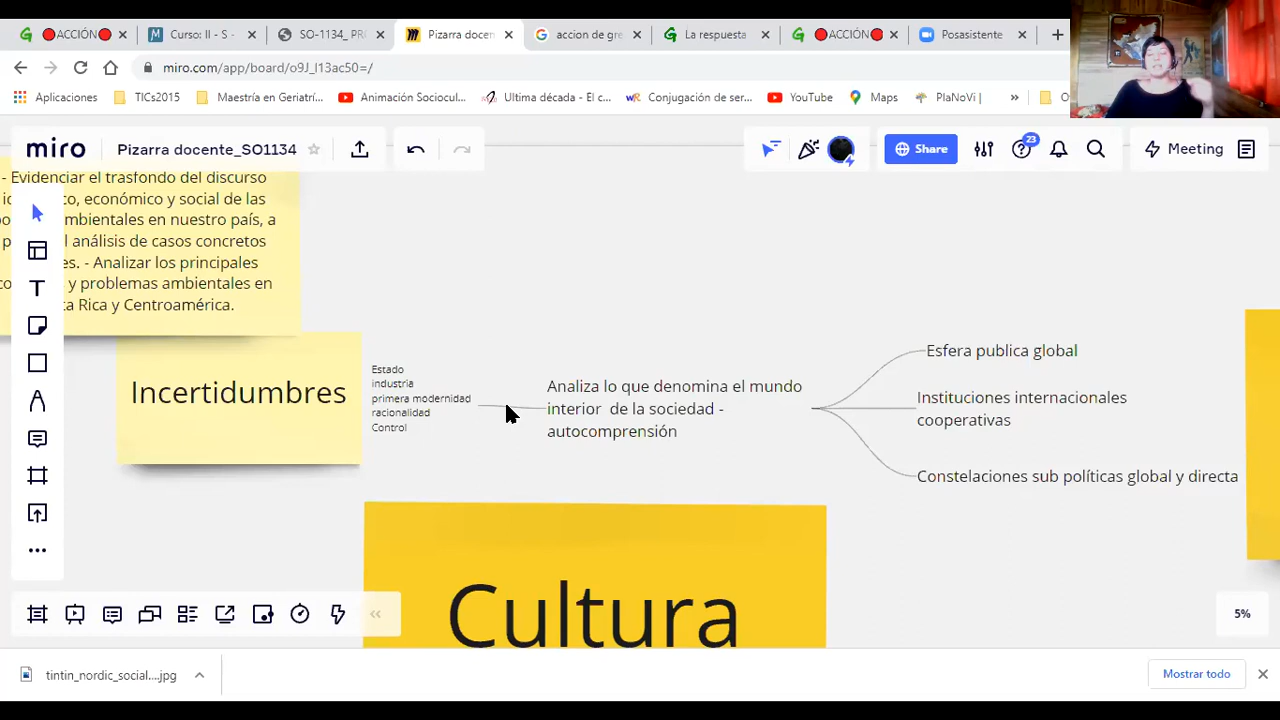 🔴ACCIÓN🔴
Curso: II - S'
SO-1134_ PR
Pizarra docen
accion de gre
La respuesta
🔴ACCIÓN🔴
Posasistente
miro.com/app/board/o9J_l13ac50=/
Aplicaciones
TICs2015
Maestría en Geriatrí...
Animación Sociocul...
Ultima década - El c...
Conjugación de ser...
YouTube
Maps
PlaNoVi |
»
O
miro
Pizarra docente_SO1134
Share
23
Meeting
- Evidenciar el trasfondo del discurso
co, económico y social de las
mbientales en nuestro país, a
l análisis de casos concretos
es. - Analizar los principales
y problemas ambientales en
ta Rica y Centroamérica.
Incertidumbres
Estado
industria
primera modernidad
racionalidad
Control
Analiza lo que denomina el mundo
interior de la sociedad -
autocomprensión
Esfera publica global
Instituciones internacionales
cooperativas
Constelaciones sub políticas global y directa
Cultura
5%
tintin_nordic_social....jpg
Mostrar todo